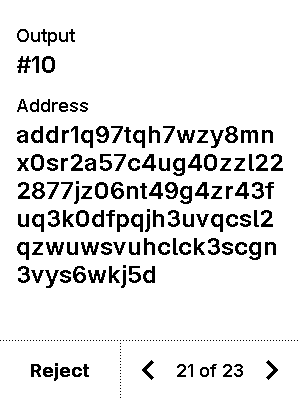 Output
#10
Address
addr1q97tqh7wzy8mn
x0sr2a57c4ug40zzl22
2877jz06nt49g4zr43f
uq3k0dfpqjh3uvqcsl2
qzwuwsvuhclck3scgn
3vys6wkj5d
Reject
21 of 23